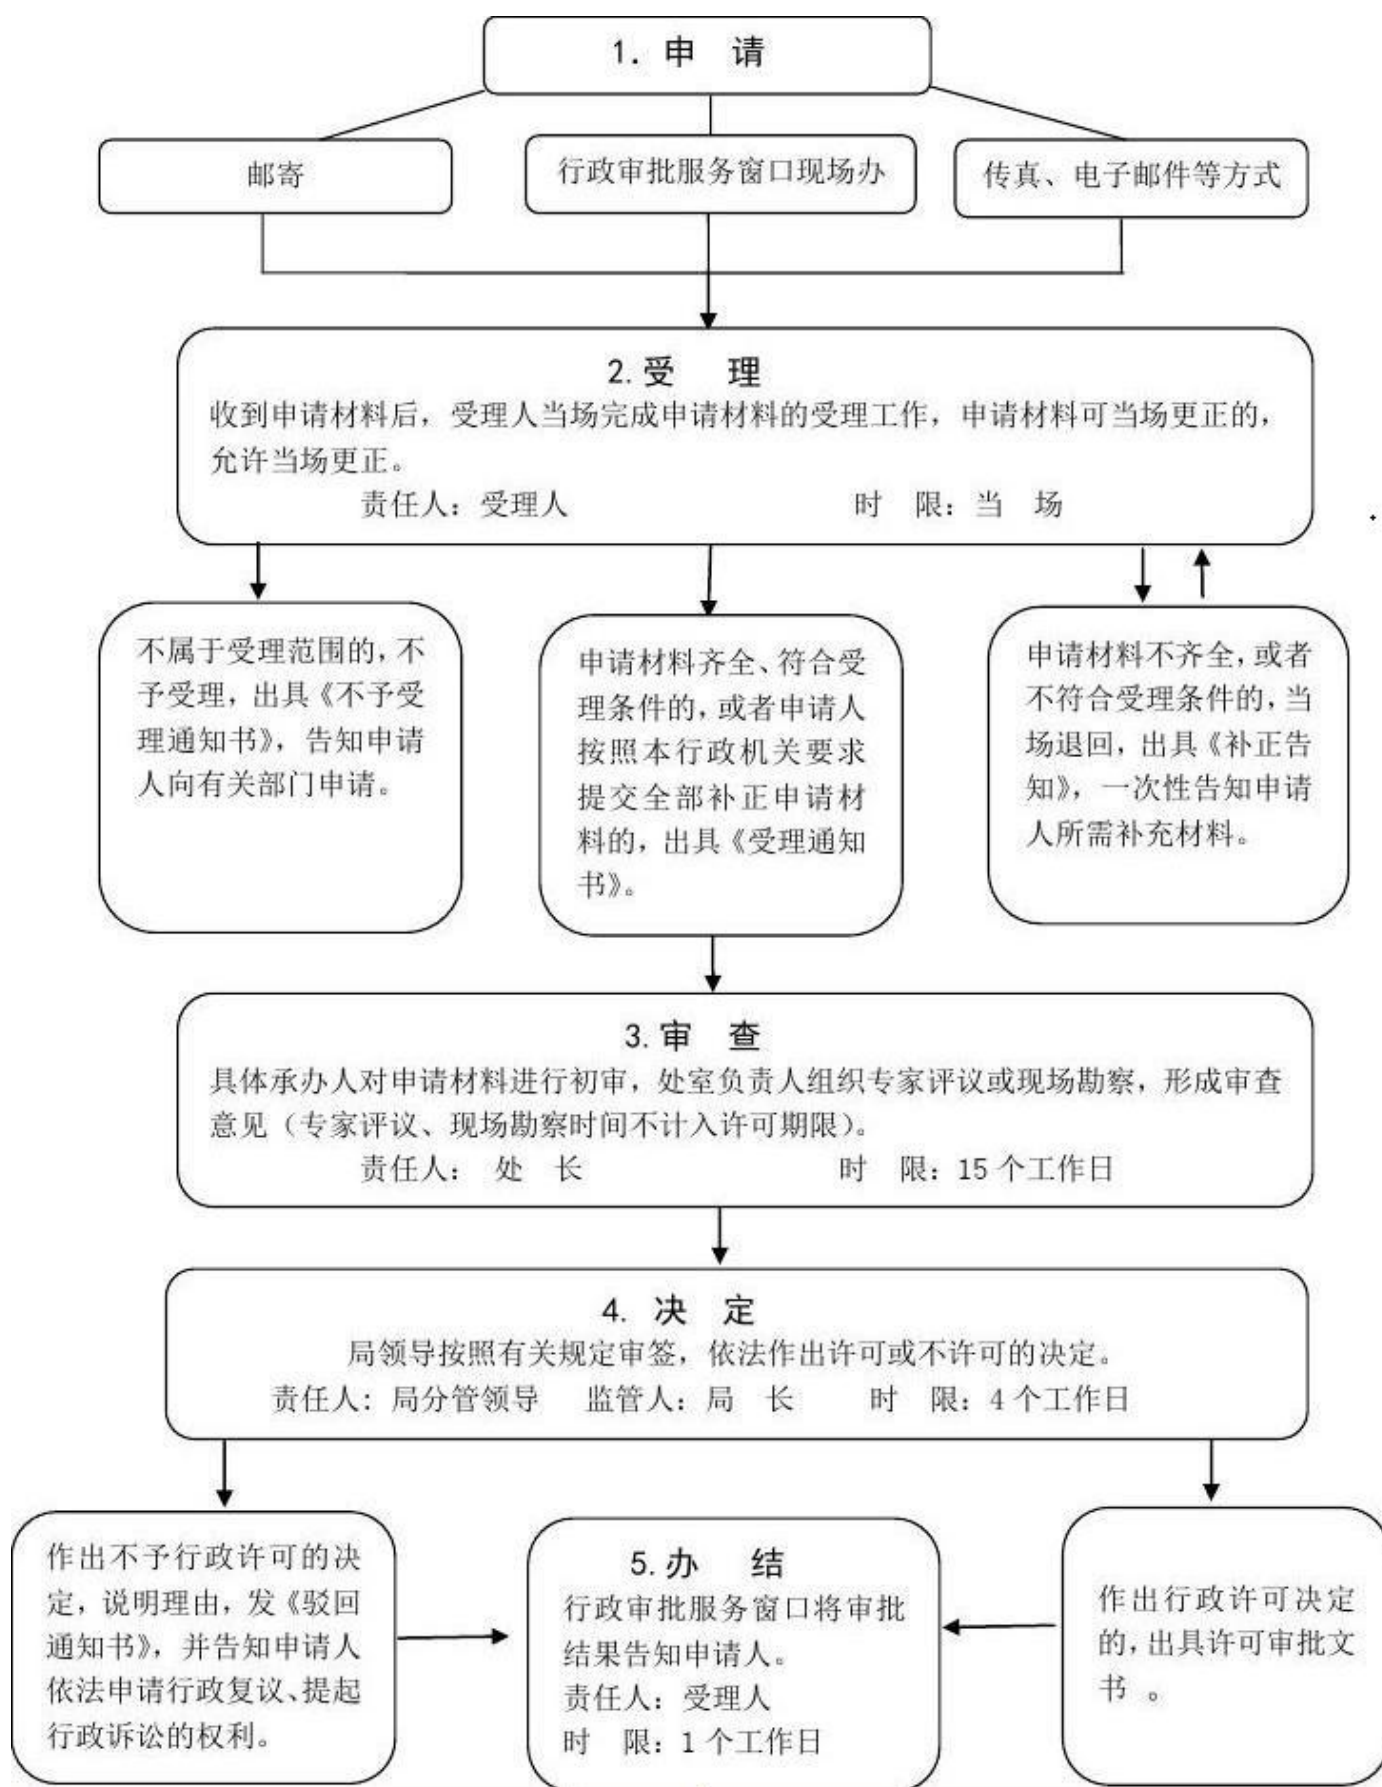 1. 申 请
邮寄
行政审批服务窗口现场办
传真、电子邮件等方式
2. 受 理
收到申请材料后，受理人当场完成申请材料的受理工作，申请材料可当场更正的，
允许当场更正。
责任人：受理人 时 限：当 场
不属于受理范围的，不
予受理，出具《不予受
理通知书》，告知申请
人向有关部门申请。
申请材料齐全、符合受
理条件的，或者申请人
按照本行政机关要求
提交全部补正申请材
料的，出具《受理通知
书》。
申请材料不齐全，或者
不符合受理条件的，当
场退回，出具《补正告
知》，一次性告知申请
人所需补充材料。
3. 审 查
具体承办人对申请材料进行初审，处室负责人组织专家评议或现场勘察，形成审查
意见（专家评议、现场勘察时间不计入许可期限）。
责任人： 处 长 时 限：15 个工作日
4. 决 定
局领导按照有关规定审签，依法作出许可或不许可的决定。
责任人：局分管领导 监管人：局 长 时 限：4 个工作日
作出不予行政许可的决
定，说明理由，发《驳回
通知书》，并告知申请人
依法申请行政复议、提起
行政诉讼的权利。
5. 办 结
行政审批服务窗口将审批
结果告知申请人。
责任人：受理人
时 限：1 个工作日
作出行政许可决定
的，出具许可审批文
书 。